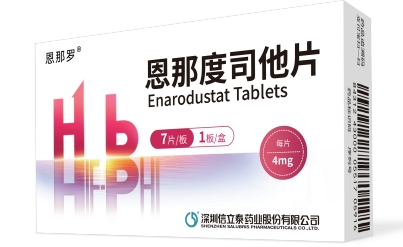 恩那罗®
恩那度司他片
Enarodustat Tablets
Hb
HIF-PHI
7片/板 1板/盒
每片
4mg
深圳信立泰药业股份有限公司
SHENZHEN SALUBRIS PHARMACEUTICALS CO.,LTD.